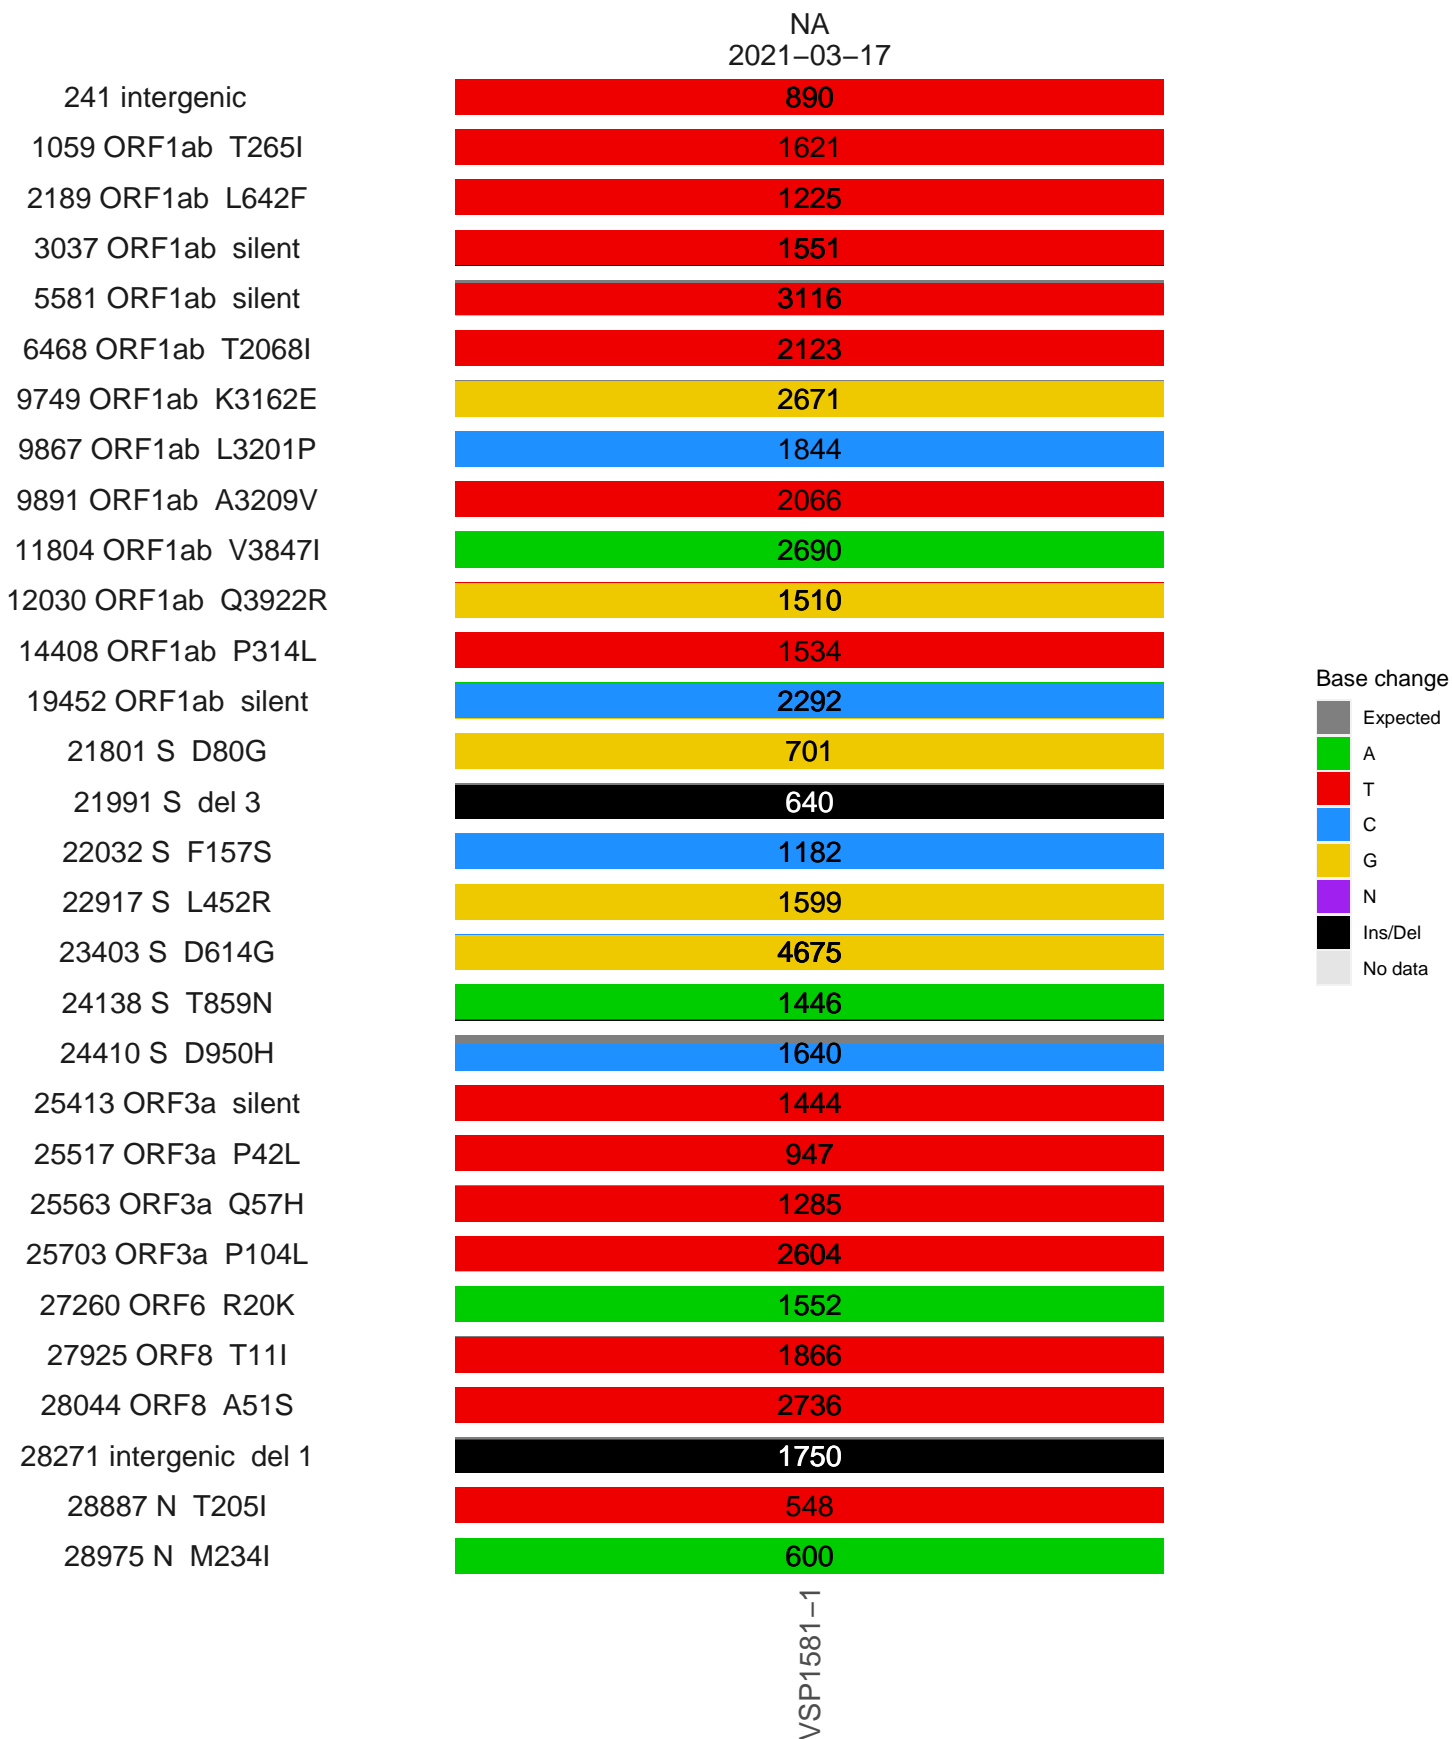 NA
2021−03−17
241 intergenic 890
1059 ORF1ab T265I 1621
2189 ORF1ab L642F 1225
3037 ORF1ab silent 1551
5581 ORF1ab silent 3116
6468 ORF1ab T2068I 2123
9749 ORF1ab K3162E 2671
9867 ORF1ab L3201P 1844
9891 ORF1ab A3209V 2066
11804 ORF1ab V3847I 2690
12030 ORF1ab Q3922R 1510
14408 ORF1ab P314L 1534
19452 ORF1ab silent 2292
21801 S D80G 701
21991 S del 3 640
22032 S F157S 1182
22917 S L452R 1599
23403 S D614G 4675
24138 S T859N 1446
24410 S D950H 1640
25413 ORF3a silent 1444
25517 ORF3a P42L 947
25563 ORF3a Q57H 1285
25703 ORF3a P104L 2604
27260 ORF6 R20K 1552
27925 ORF8 T11I 1866
28044 ORF8 A51S 2736
28271 intergenic del 1 1750
28887 N T205I 548
28975 N M234I 600
VSP1581−1
Base change
Expected
A
T
C
G
N
Ins/Del
No data